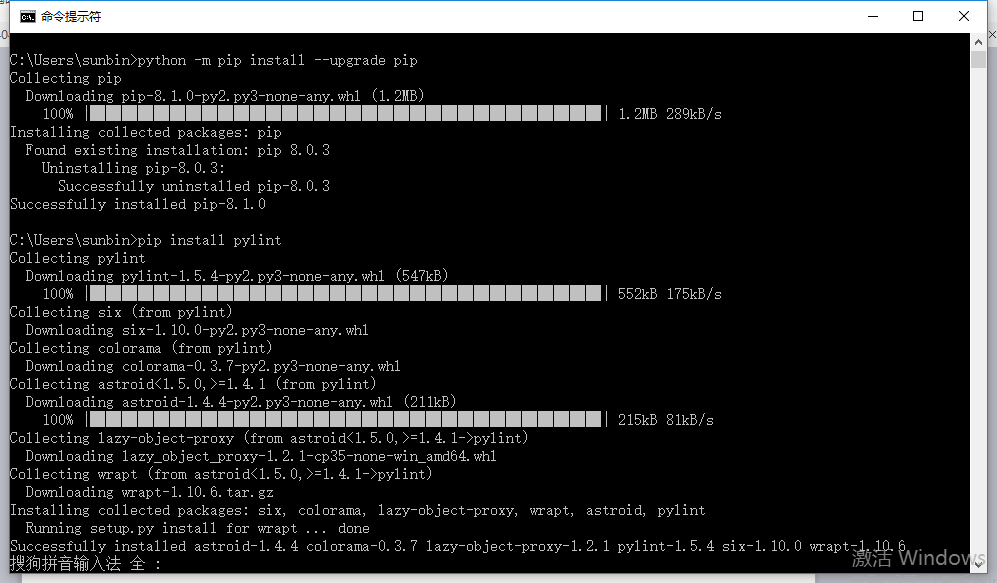 命令提示符
C:\Users\sunbin>python -m pip install --upgrade pip
Collecting pip
Downloading pip-8.1.0-py2.py3-none-any.whl (1.2MB)
100% |████████████████████████████████| 1.2MB 289kB/s
Installing collected packages: pip
Found existing installation: pip 8.0.3
Uninstalling pip-8.0.3:
Successfully uninstalled pip-8.0.3
Successfully installed pip-8.1.0
C:\Users\sunbin>pip install pylint
Collecting pylint
Downloading pylint-1.5.4-py2.py3-none-any.whl (547kB)
100% |████████████████████████████████| 552kB 175kB/s
Collecting six (from pylint)
Downloading six-1.10.0-py2.py3-none-any.whl
Collecting colorama (from pylint)
Downloading colorama-0.3.7-py2.py3-none-any.whl
Collecting astroid<1.5.0,>=1.4.1 (from pylint)
Downloading astroid-1.4.4-py2.py3-none-any.whl (211kB)
100% |████████████████████████████████| 215kB 81kB/s
Collecting lazy-object-proxy (from astroid<1.5.0,>=1.4.1->pylint)
Downloading lazy_object_proxy-1.2.1-cp35-none-win_amd64.whl
Collecting wrapt (from astroid<1.5.0,>=1.4.1->pylint)
Downloading wrapt-1.10.6.tar.gz
Installing collected packages: six, colorama, lazy-object-proxy, wrapt, astroid, pylint
Running setup.py install for wrapt ... done
Successfully installed astroid-1.4.4 colorama-0.3.7 lazy-object-proxy-1.2.1 pylint-1.5.4 six-1.10.0 wrapt-1.10.6
激活 Windows
搜狗拼音输入法 全 :